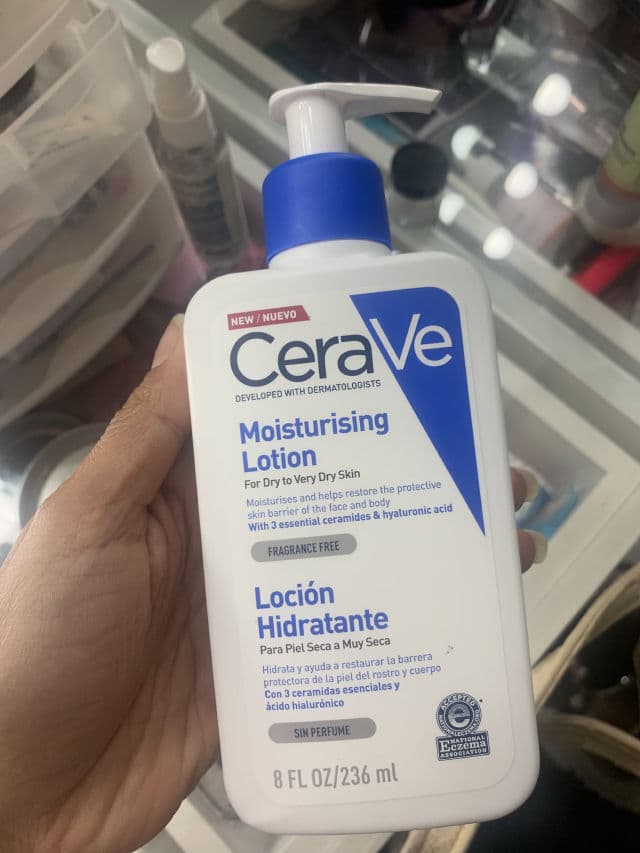 NEW / NUEVO
CeraVe
DEVELOPED WITH DERMATOLOGISTS
Moisturising
Lotion
For Dry to Very Dry Skin
Moisturises and helps restore the protective
skin barrier of the face and body
With 3 essential ceramides & hyaluronic acid
FRAGRANCE FREE
Loción
Hidratante
Para Piel Seca a Muy Seca
Hidrata y ayuda a restaurar la barrera
protectora de la piel del rostro y cuerpo
Con 3 ceramidas esenciales y
ácido hialurónico
SIN PERFUME
ACCEPTED
NATIONAL
Eczema
ASSOCIATION
8 FL OZ/236 ml